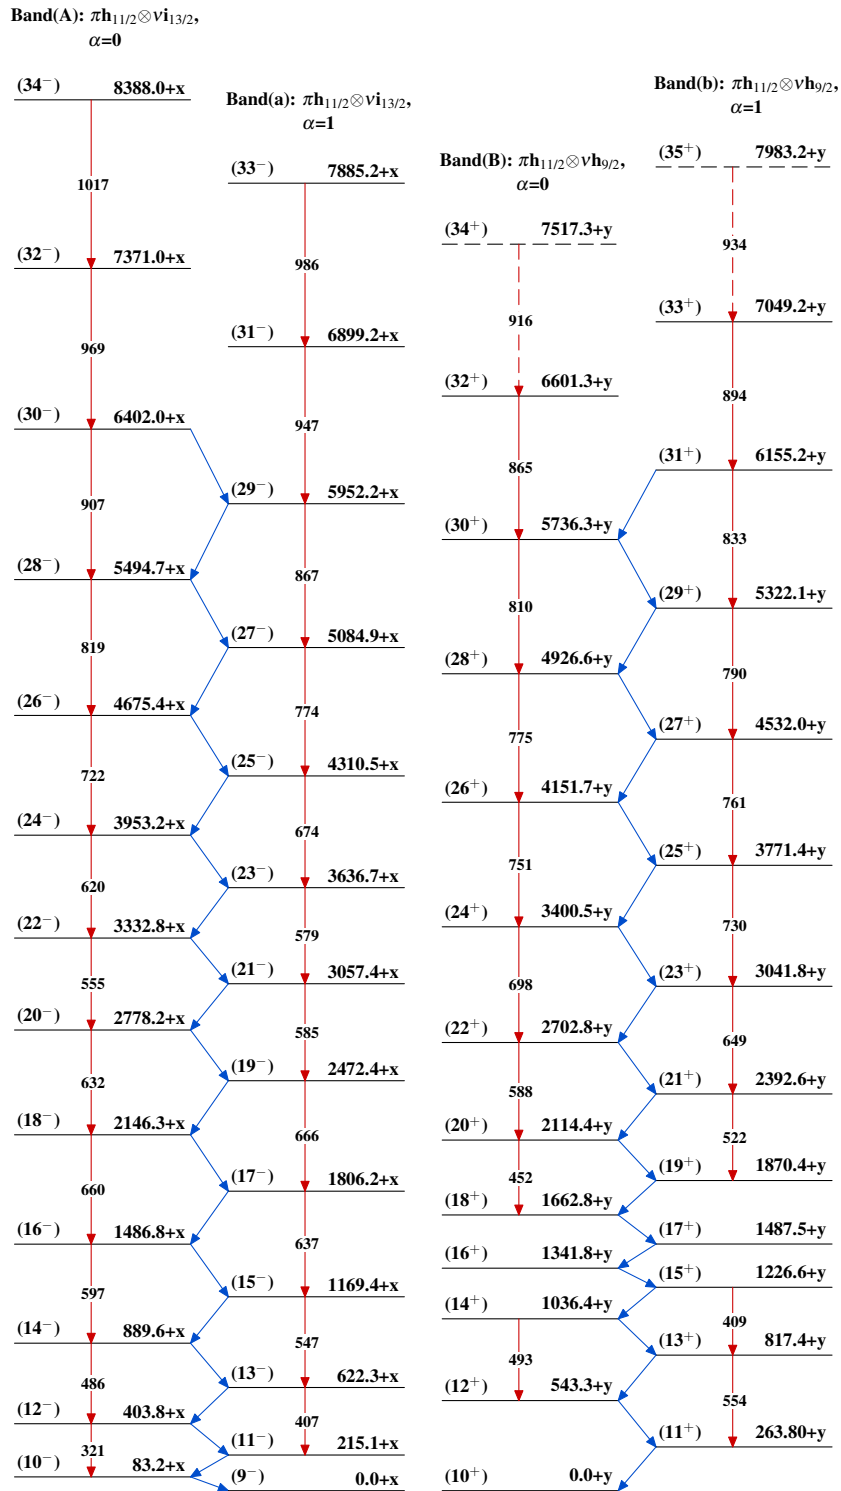 Band(A): πh11/2⊗νi13/2,
α=0
(34−) 8388.0+x
1017
(32−) 7371.0+x
969
(30−) 6402.0+x
907
(28−) 5494.7+x
819
(26−) 4675.4+x
722
(24−) 3953.2+x
620
(22−) 3332.8+x
555
(20−) 2778.2+x
632
(18−) 2146.3+x
660
(16−) 1486.8+x
597
(14−) 889.6+x
486
(12−) 403.8+x
321
(10−) 83.2+x
Band(a): πh11/2⊗νi13/2,
α=1
(33−) 7885.2+x
986
(31−) 6899.2+x
947
(29−) 5952.2+x
867
(27−) 5084.9+x
774
(25−) 4310.5+x
674
(23−) 3636.7+x
579
(21−) 3057.4+x
585
(19−) 2472.4+x
666
(17−) 1806.2+x
637
(15−) 1169.4+x
547
(13−) 622.3+x
407
(11−) 215.1+x
(9−) 0.0+x
Band(B): πh11/2⊗νh9/2,
α=0
(34+) 7517.3+y
916
(32+) 6601.3+y
865
(30+) 5736.3+y
810
(28+) 4926.6+y
775
(26+) 4151.7+y
751
(24+) 3400.5+y
698
(22+) 2702.8+y
588
(20+) 2114.4+y
452
(18+) 1662.8+y
(16+) 1341.8+y
(14+) 1036.4+y
493
(12+) 543.3+y
(10+) 0.0+y
Band(b): πh11/2⊗νh9/2,
α=1
(35+) 7983.2+y
934
(33+) 7049.2+y
894
(31+) 6155.2+y
833
(29+) 5322.1+y
790
(27+) 4532.0+y
761
(25+) 3771.4+y
730
(23+) 3041.8+y
649
(21+) 2392.6+y
522
(19+) 1870.4+y
(17+) 1487.5+y
(15+) 1226.6+y
409
(13+) 817.4+y
554
(11+) 263.80+y